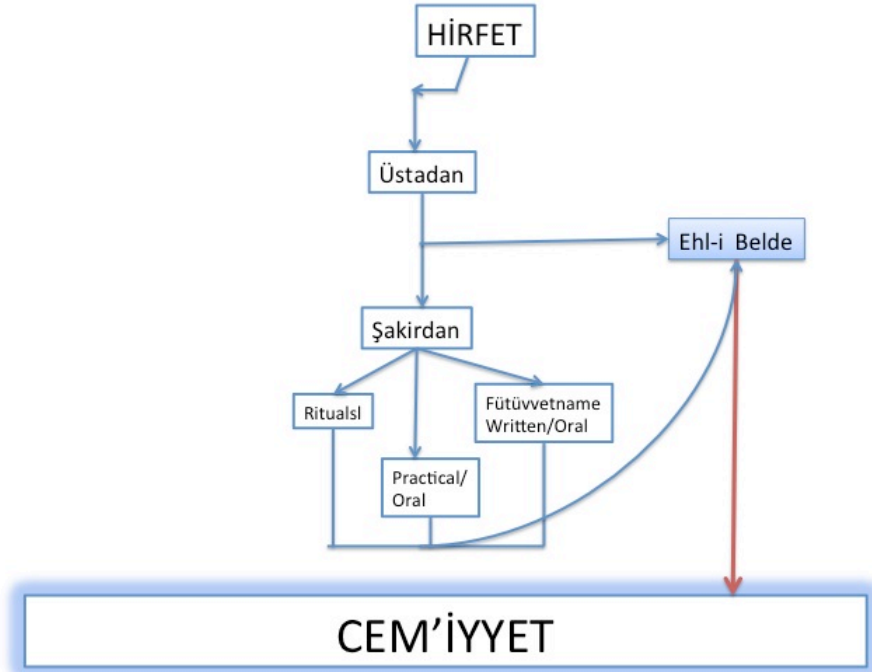 HİRFET
Üstadan
Ehl-i Belde
Şakirdan
Ritualsl
Fütüvvetname
Written/Oral
Practical/
Oral
CEM’İYYET